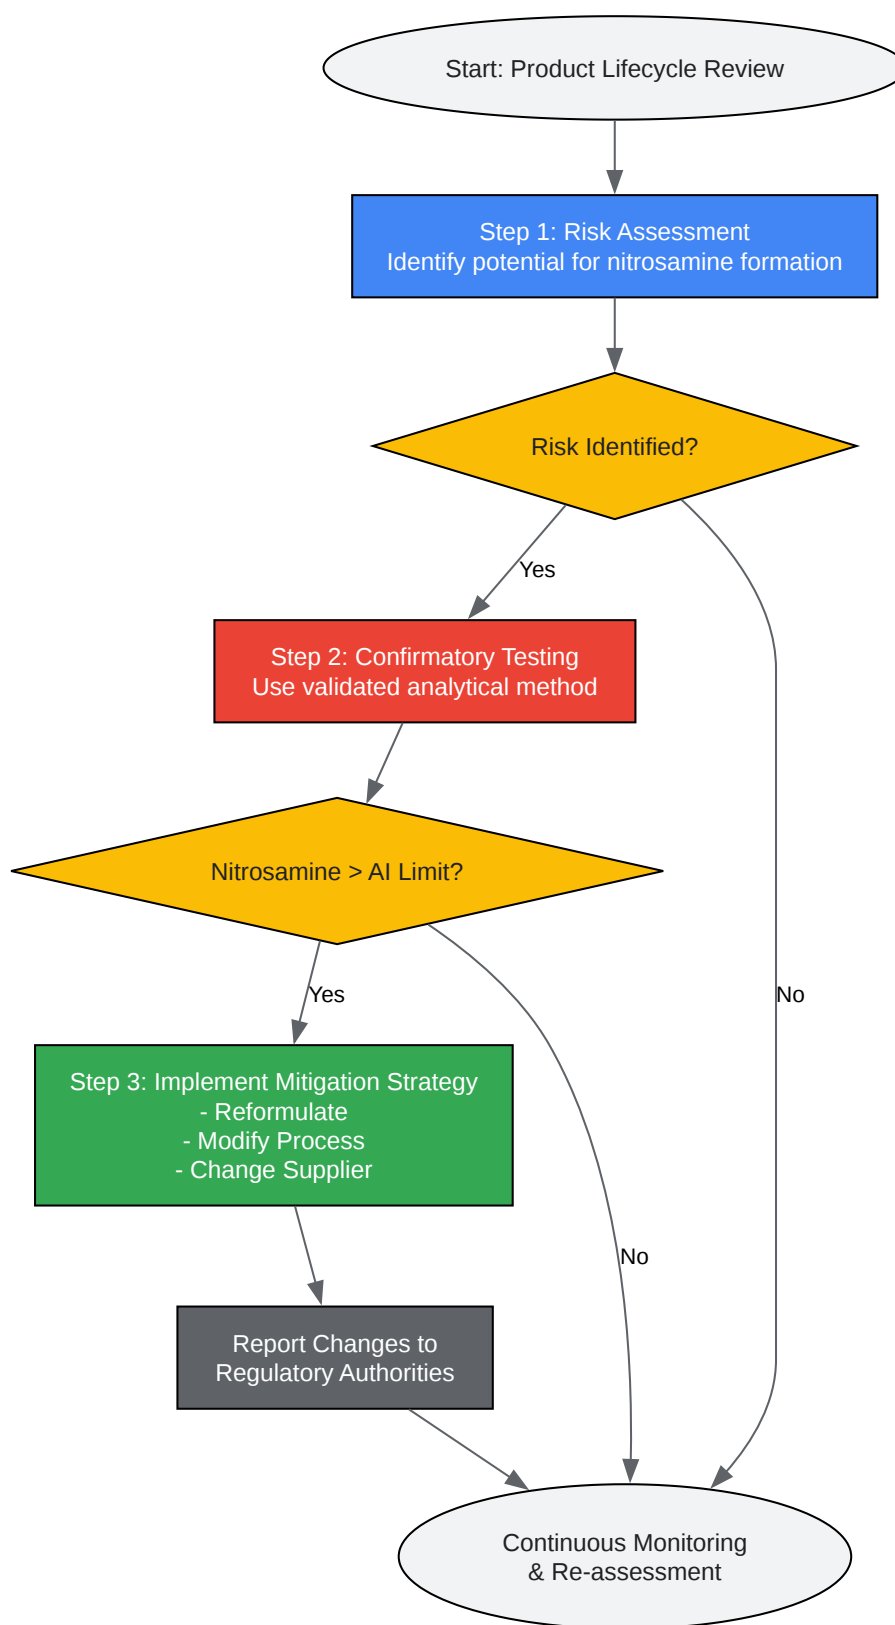 Start: Product Lifecycle Review
Step 1: Risk Assessment
Identify potential for nitrosamine formation
Risk Identified?
Yes
Step 2: Confirmatory Testing
Use validated analytical method
Nitrosamine > AI Limit?
Yes
No
Step 3: Implement Mitigation Strategy
- Reformulate
- Modify Process
- Change Supplier
No
Report Changes to
Regulatory Authorities
Continuous Monitoring
& Re-assessment